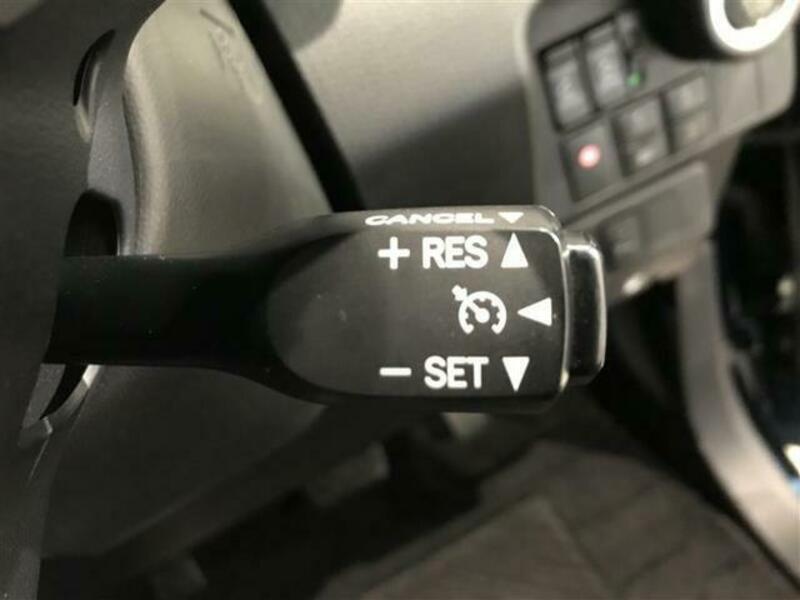 CANCEL ▼
+ RES ▲
◀
− SET ▼